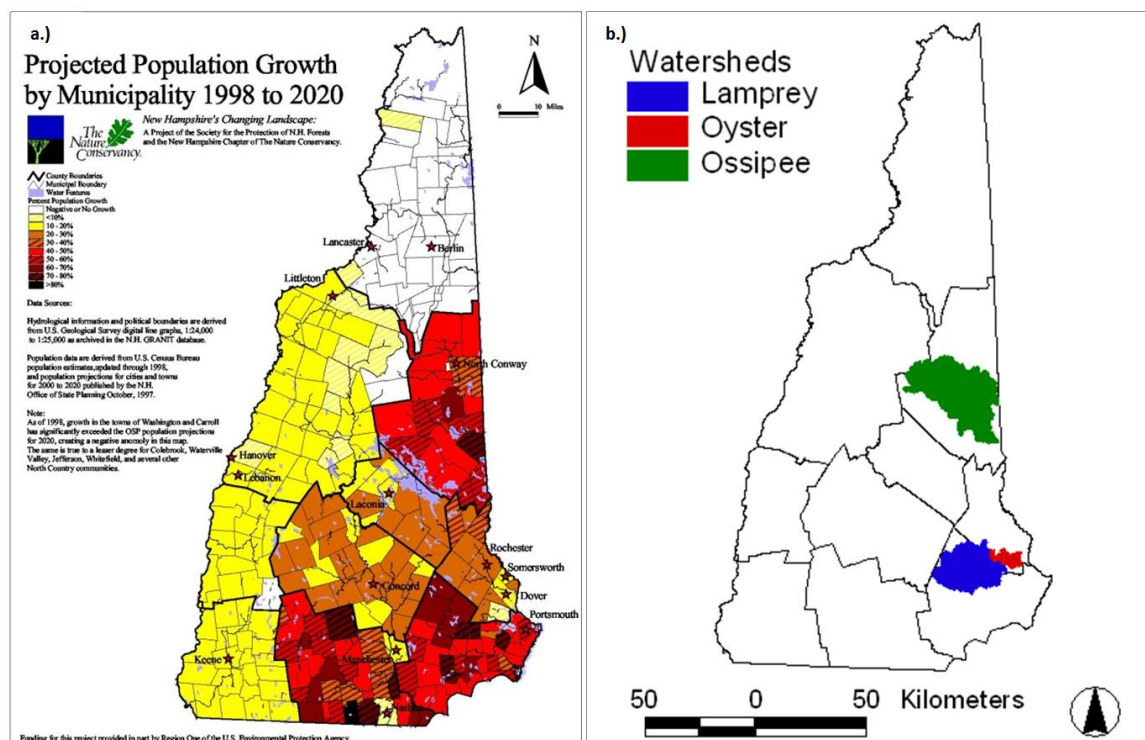 a.)
Projected Population Growth
by Municipality 1998 to 2020
N
0 10 Miles
The
Nature
Conservancy.
New Hampshire's Changing Landscape:
A Project of the Society for the Protection of N.H. Forests
and the New Hampshire Chapter of The Nature Conservancy.
County Boundaries
Municipal Boundary
Water Features
Percent Population Growth
Negative or No Growth
<10%
10 - 20%
20 - 30%
30 - 40%
40 - 50%
50 - 60%
60 - 70%
70 - 80%
>80%
Data Sources:
Hydrological information and political boundaries are derived
from U.S. Geological Survey digital line graphs, 1:24,000
to 1:25,000 as archived in the N.H. GRANIT database.
Population data are derived from U.S. Census Bureau
population estimates,updated through 1998,
and population projections for cities and towns
for 2000 to 2020 published by the N.H.
Office of State Planning October, 1997.
Note:
As of 1998, growth in the towns of Washington and Carroll
has significantly exceeded the OSP population projections
for 2020, creating a negative anomoly in this map.
The same is true to a lesser degree for Colebrook, Waterville
Valley, Jefferson, Whitefield, and several other
North Country communities.
Lancaster
Berlin
Littleton
North Conway
Hanover
Lebanon
Laconia
Rochester
Somersworth
Concord
Dover
Portsmouth
Manchester
Keene
Nashua
Funding for this project provided in part by Region One of the U.S. Environmental Protection Agency.
b.)
Watersheds
Lamprey
Oyster
Ossipee
50 0 50 Kilometers